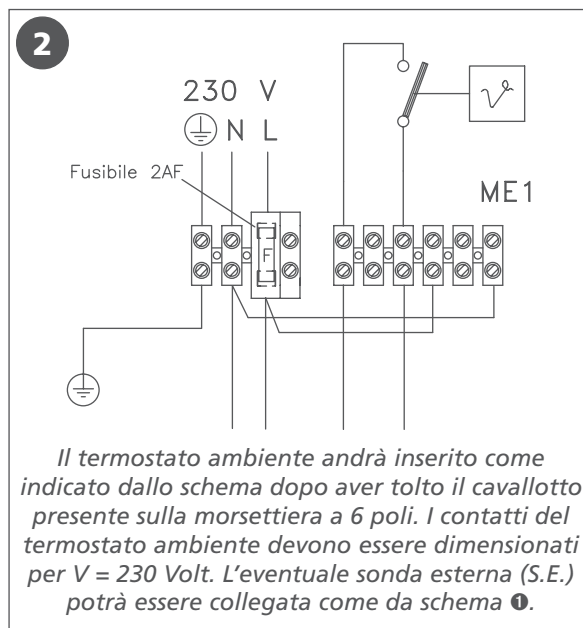 2
230 V
N L
Fusibile 2AF
ME1
F
Il termostato ambiente andrà inserito come
indicato dallo schema dopo aver tolto il cavallotto
presente sulla morsettiera a 6 poli. I contatti del
termostato ambiente devono essere dimensionati
per V = 230 Volt. L'eventuale sonda esterna (S.E.)
potrà essere collegata come da schema ❶.